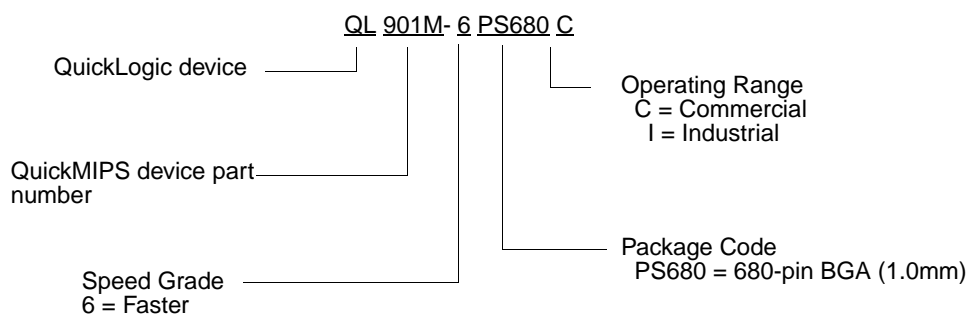 QL 901M- 6 PS680 C
QuickLogic device
Operating Range
C = Commercial
I = Industrial
QuickMIPS device part
number
Package Code
PS680 = 680-pin BGA (1.0mm)
Speed Grade
6 = Faster